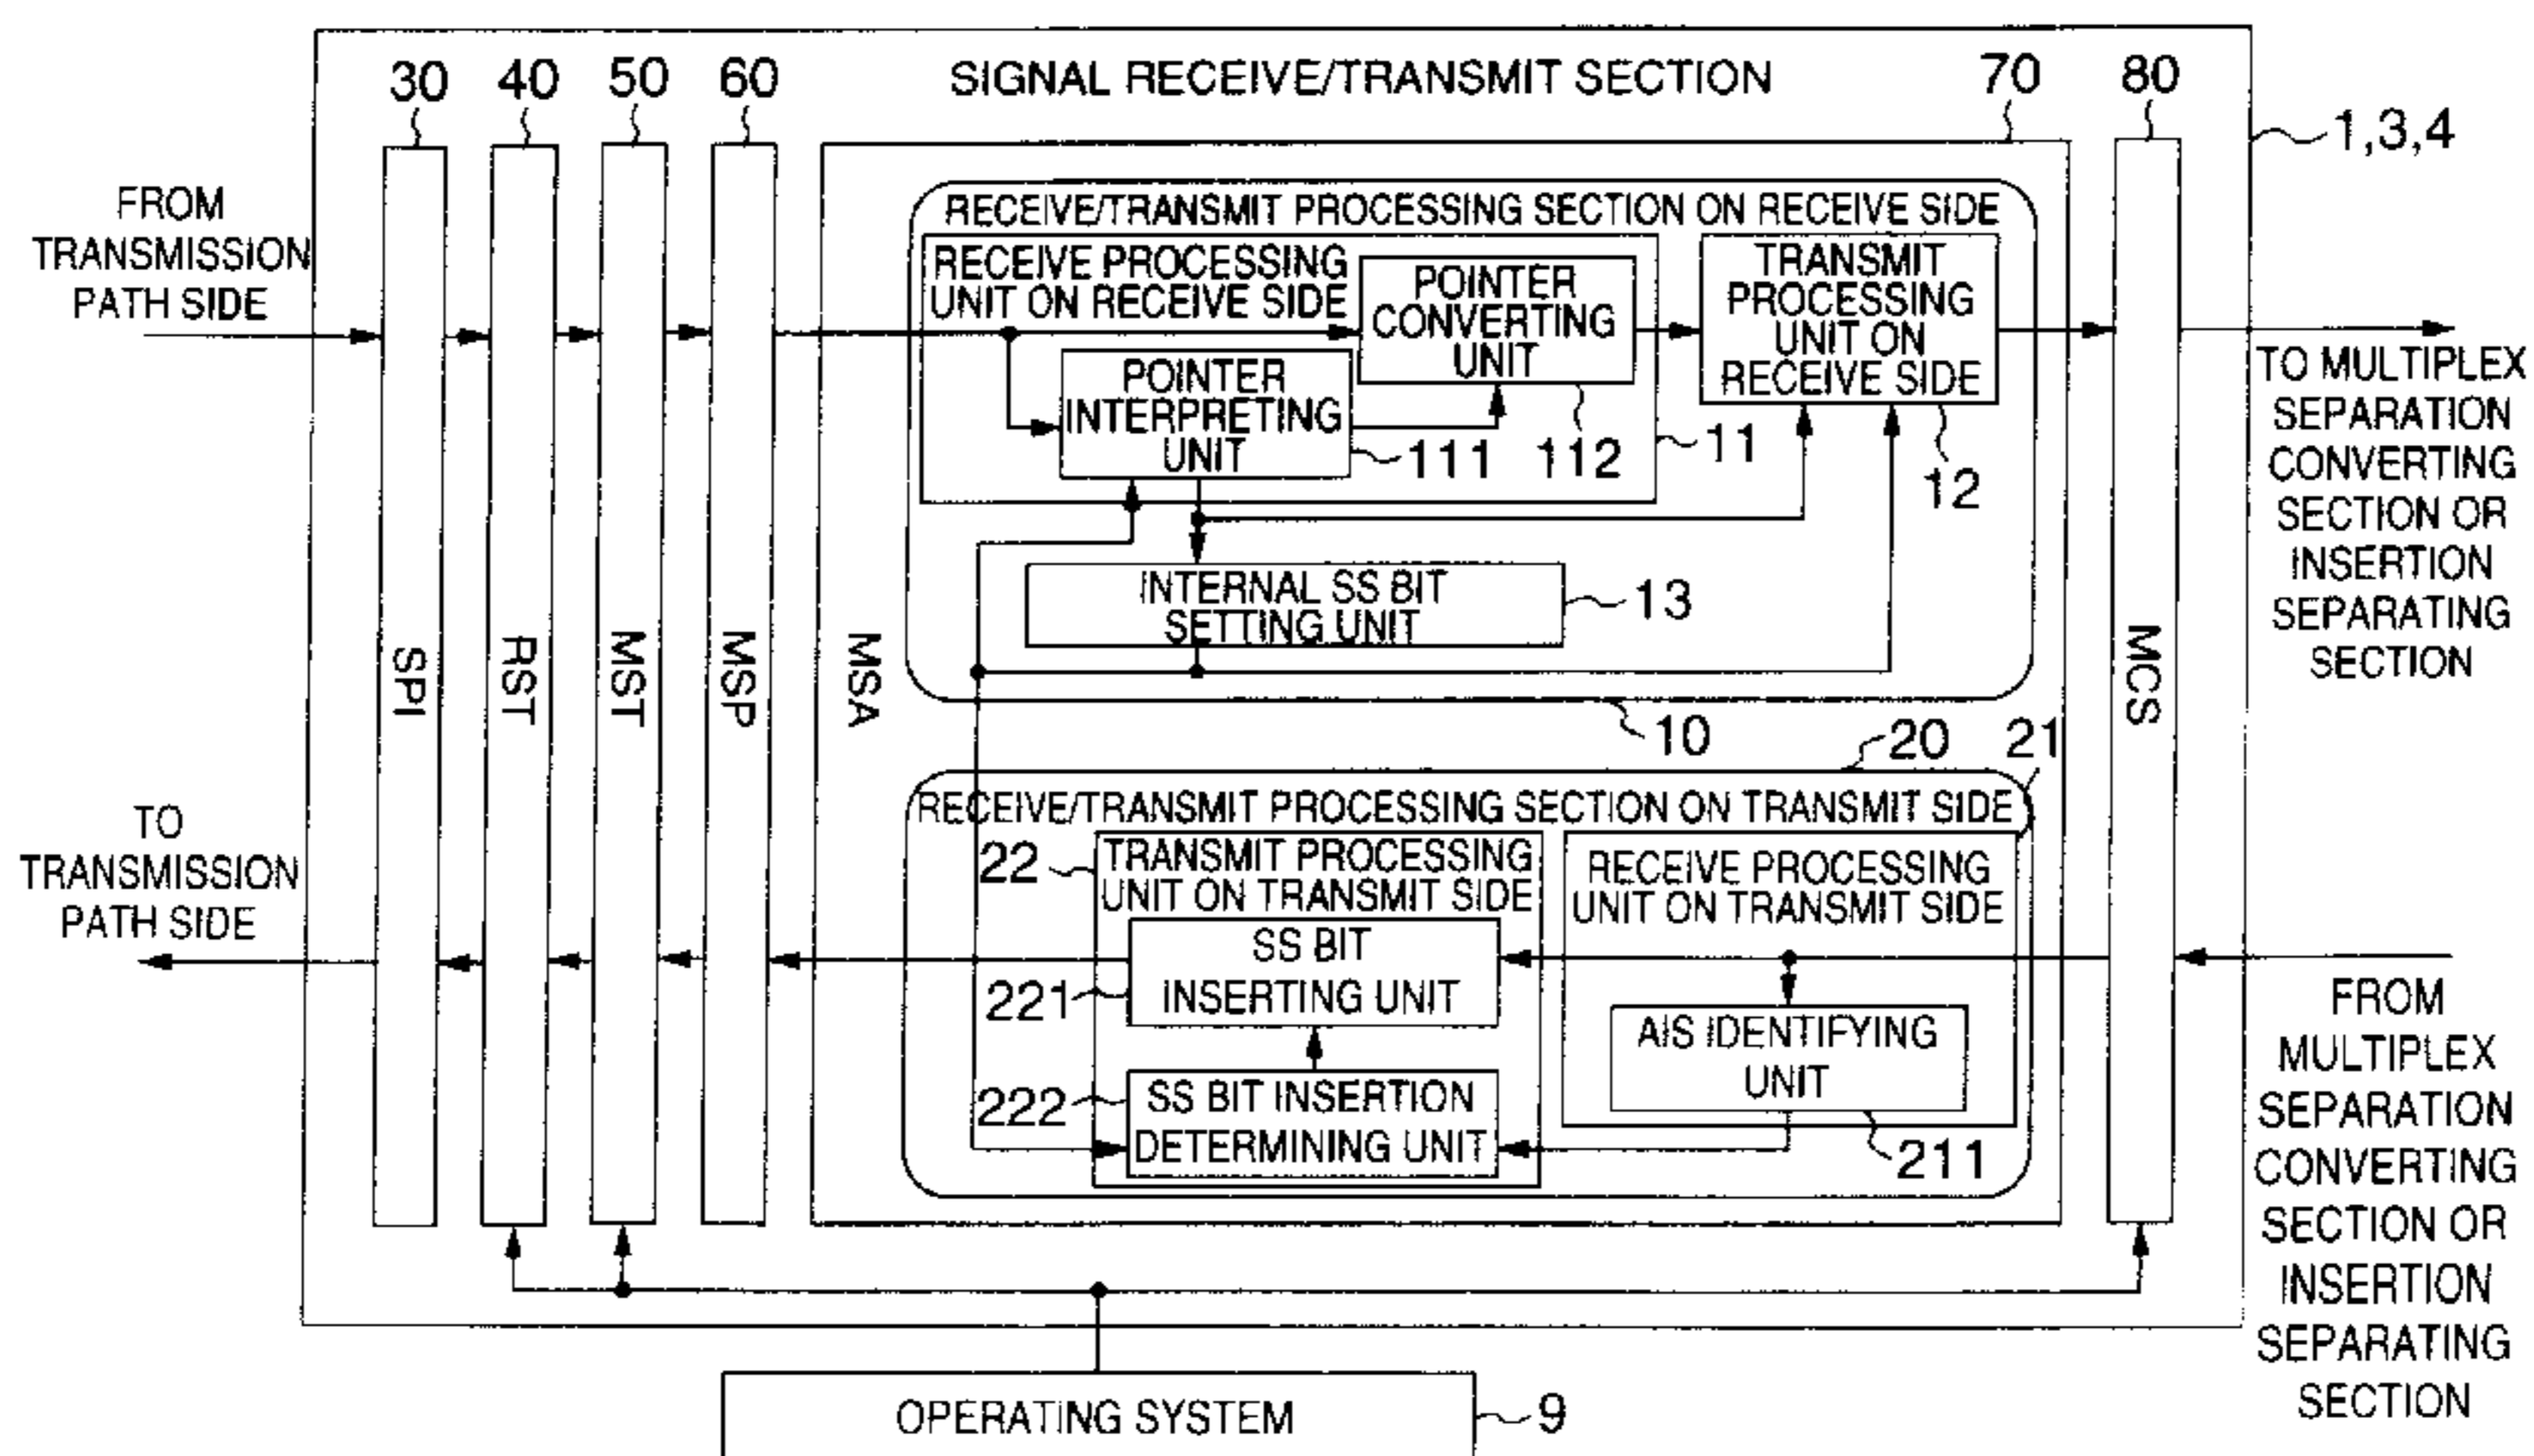 SIGNAL RECEIVE/TRANSMIT SECTION
30
40
50
60
70
80
1,3,4
FROM
TRANSMISSION
PATH SIDE
RECEIVE/TRANSMIT PROCESSING SECTION ON RECEIVE SIDE
RECEIVE PROCESSING
UNIT ON RECEIVE SIDE
POINTER
CONVERTING
UNIT
TRANSMIT
PROCESSING
UNIT ON
RECEIVE SIDE
POINTER
INTERPRETING
UNIT
111
112
11
12
TO MULTIPLEX
SEPARATION
CONVERTING
SECTION OR
INSERTION
SEPARATING
SECTION
INTERNAL SS BIT
SETTING UNIT
13
SPI
RST
MST
MSP
MSA
MCS
10
20
21
RECEIVE/TRANSMIT PROCESSING SECTION ON TRANSMIT SIDE
TO
TRANSMISSION
PATH SIDE
22
TRANSMIT PROCESSING
UNIT ON TRANSMIT SIDE
RECEIVE PROCESSING
UNIT ON TRANSMIT SIDE
SS BIT
INSERTING UNIT
221
AIS IDENTIFYING
UNIT
222
SS BIT INSERTION
DETERMINING UNIT
211
FROM
MULTIPLEX
SEPARATION
CONVERTING
SECTION OR
INSERTION
SEPARATING
SECTION
OPERATING SYSTEM
9